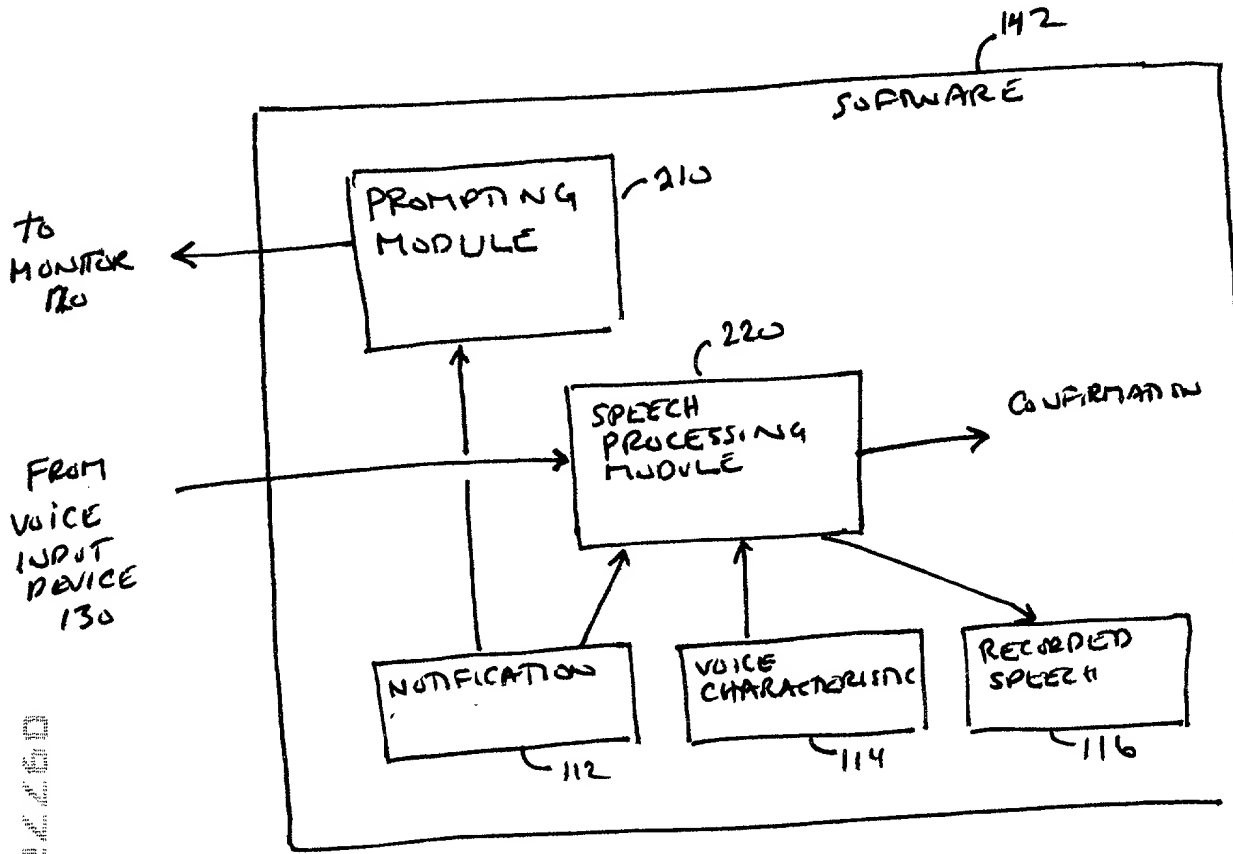 142
SOFTWARE
PROMPTING
MODULE
210
TO
MONITOR
120
220
SPEECH
PROCESSING
MODULE
CONFIRMATION
FROM
VOICE
INPUT
DEVICE
130
NOTIFICATION
112
VOICE
CHARACTERISTIC
114
RECORDED
SPEECH
116